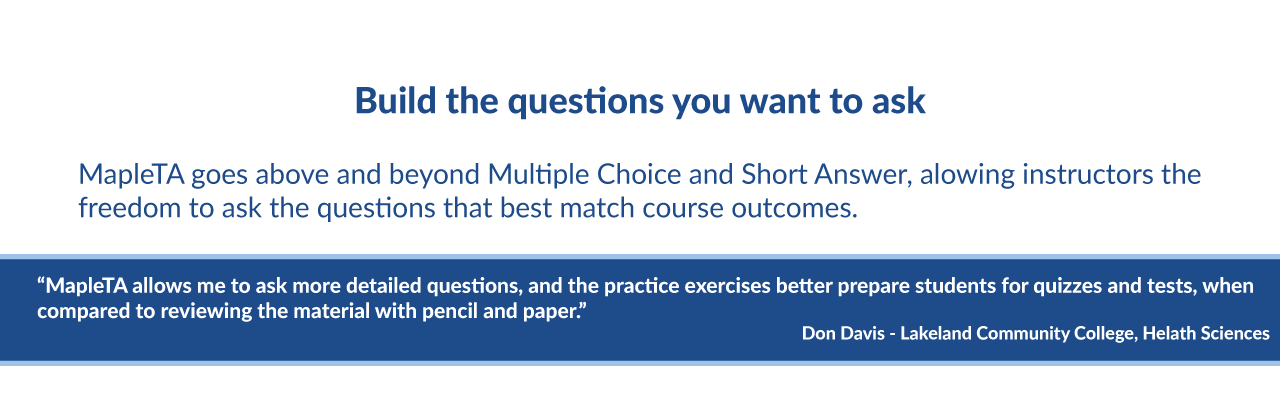 Build the questions you want to ask
MapleTA goes above and beyond Multiple Choice and Short Answer, alowing instructors the
freedom to ask the questions that best match course outcomes.
“MapleTA allows me to ask more detailed questions, and the practice exercises better prepare students for quizzes and tests, when
compared to reviewing the material with pencil and paper.”
Don Davis - Lakeland Community College, Helath Sciences